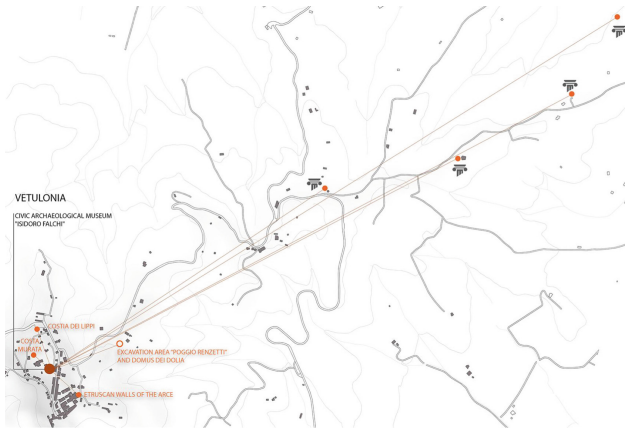 VETULONIA
CIVIC ARCHAEOLOGICAL MUSEUM
"ISIDORO FALCHI"
COSTIA DEI LIPPI
COSTA
MURATA
EXCAVATION AREA "POGGIO RENZETTI"
AND DOMUS DEI DOLIA
ETRUSCAN WALLS OF THE ARCE